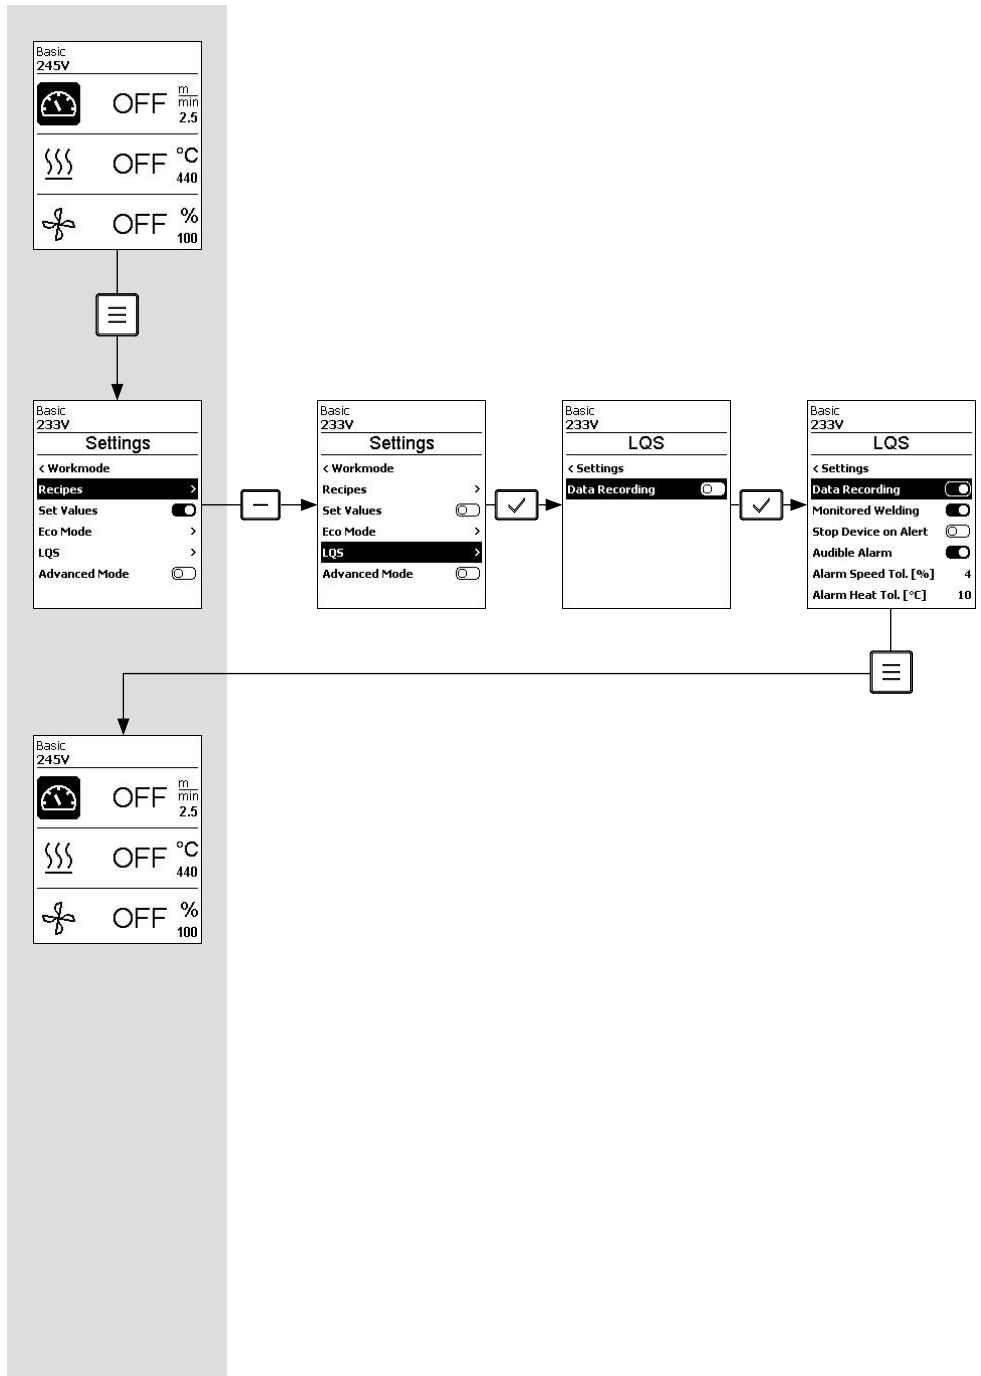 Basic
245V
OFF m/min 2.5
OFF °C 440
OFF % 100
Basic
233V
Settings
< Workmode
Recipes >
Set Values
Eco Mode >
LQS >
Advanced Mode
Basic
233V
Settings
< Workmode
Recipes >
Set Values
Eco Mode >
LQS >
Advanced Mode
Basic
233V
LQS
< Settings
Data Recording
Basic
233V
LQS
< Settings
Data Recording
Monitored Welding
Stop Device on Alert
Audible Alarm
Alarm Speed Tol. [%] 4
Alarm Heat Tol. [°C] 10
Basic
245V
OFF m/min 2.5
OFF °C 440
OFF % 100